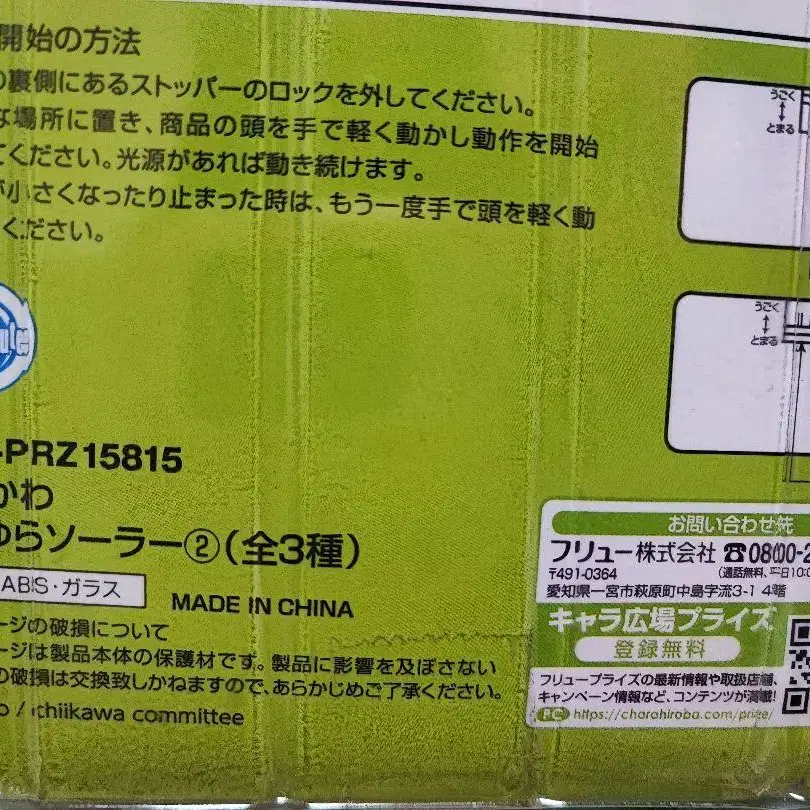 開始の方法
の裏側にあるストッパーのロックを外してください。
な場所に置き、商品の頭を手で軽く動かし動作を開始
てください。光源があれば動き続けます。
が小さくなったり止まった時は、もう一度手で頭を軽く動
ください。
うごく
とまる
うごく
とまる
-PRZ15815
かわ
ゆらソーラー②(全3種)
ABS・ガラス
MADE IN CHINA
ージの破損について
ージは製品本体の保護材です。製品に影響を及ぼさない
の破損は交換致しかねますので、あらかじめご了承ください。
/ chiikawa committee
お問い合わせ先
フリュー株式会社 ☎0800-2
〒491-0364
(通話無料、平日10:0
愛知県一宮市萩原町中島字流3-1 4階
キャラ広場プライズ
登録無料
フリュープライズの最新情報や取扱店舗、
キャンペーン情報など、コンテンツが満載!
PC https://charahiroba.com/prize/